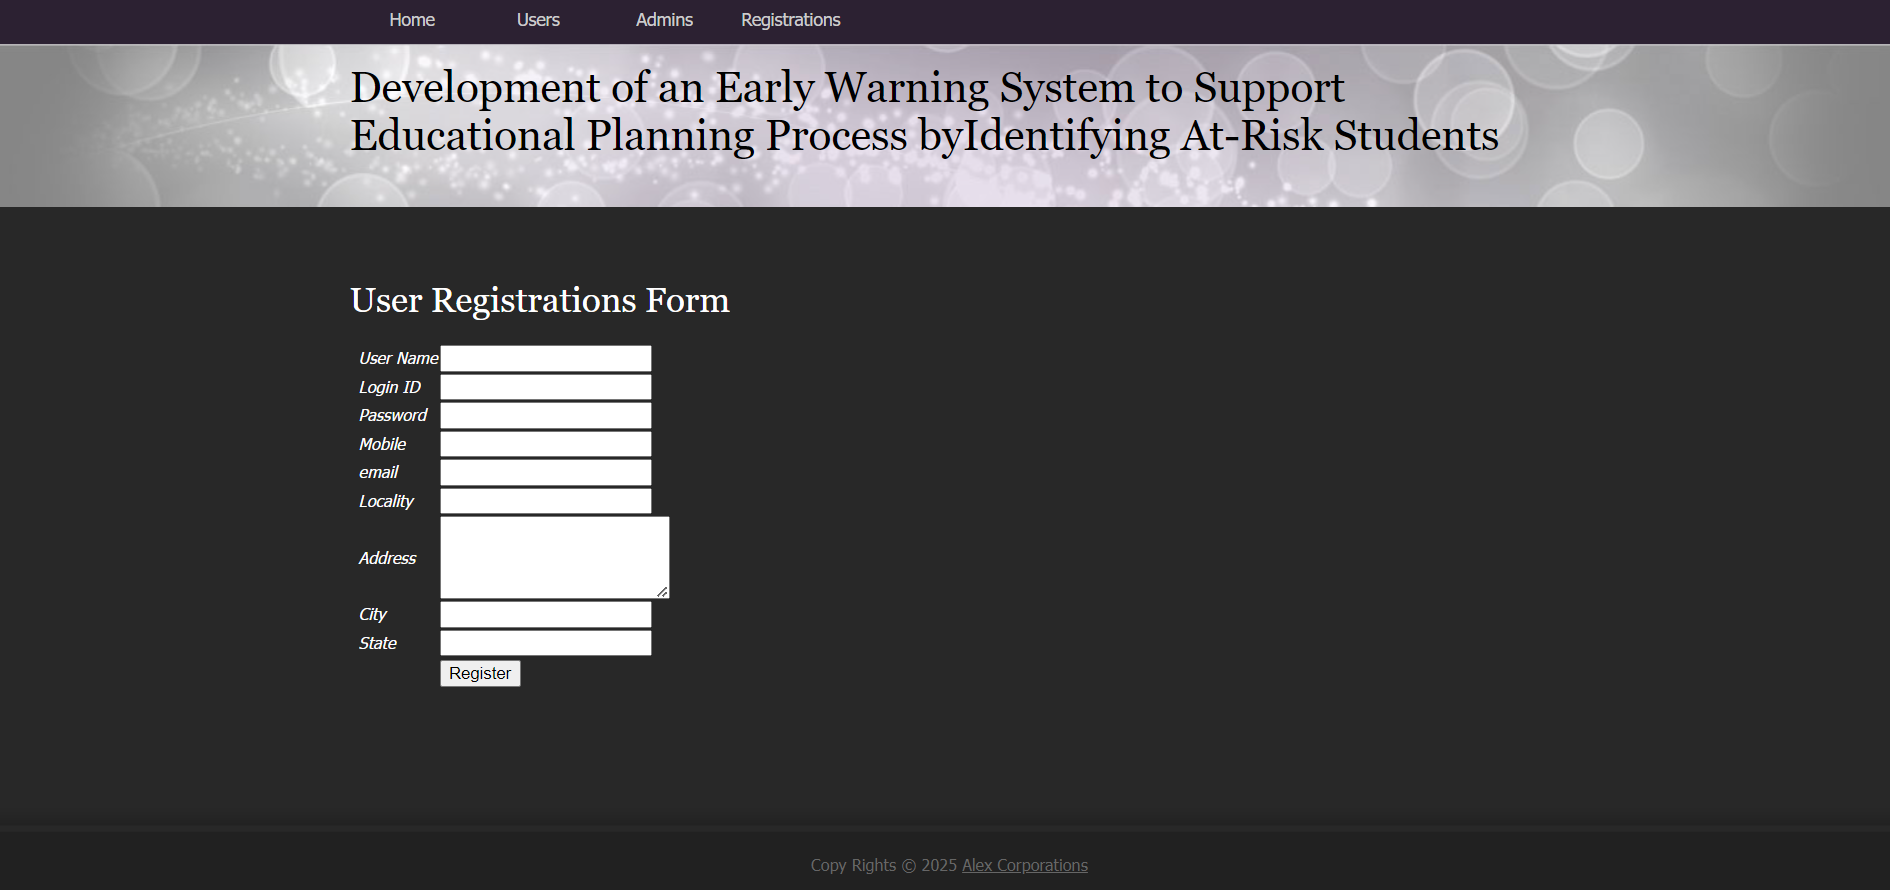 Home Users Admins Registrations
Development of an Early Warning System to Support
Educational Planning Process byIdentifying At-Risk Students
User Registrations Form
User Name
Login ID
Password
Mobile
email
Locality
Address
City
State
Register
Copy Rights © 2025 Alex Corporations